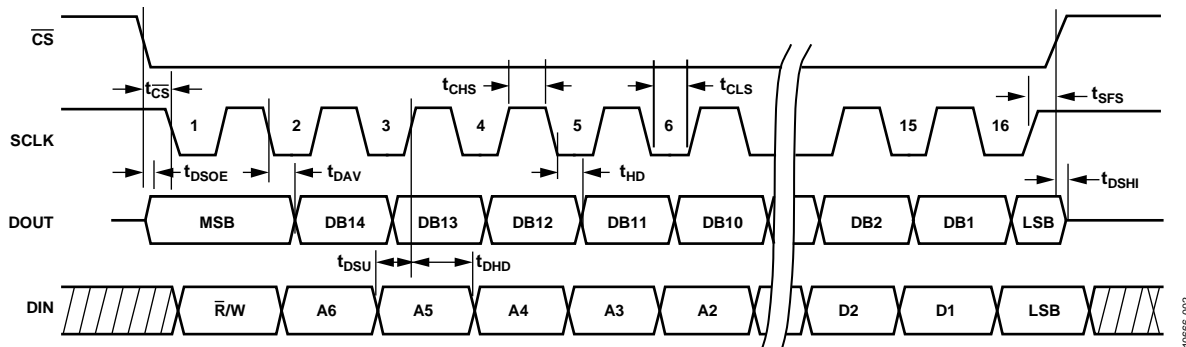 CS
tCS
tCHS
tCLS
tSFS
SCLK
1
2
3
4
5
6
15
16
tDSOE
tDAV
tHD
tDSHI
DOUT
MSB
DB14
DB13
DB12
DB11
DB10
DB2
DB1
LSB
tDSU
tDHD
DIN
R/W
A6
A5
A4
A3
A2
D2
D1
LSB